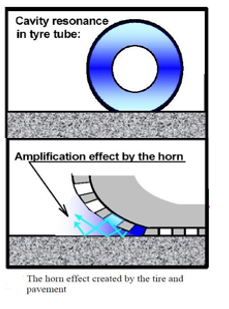 Cavity resonance
in tyre tube:
Amplification effect by the horn
The horn effect created by the tire and
pavement